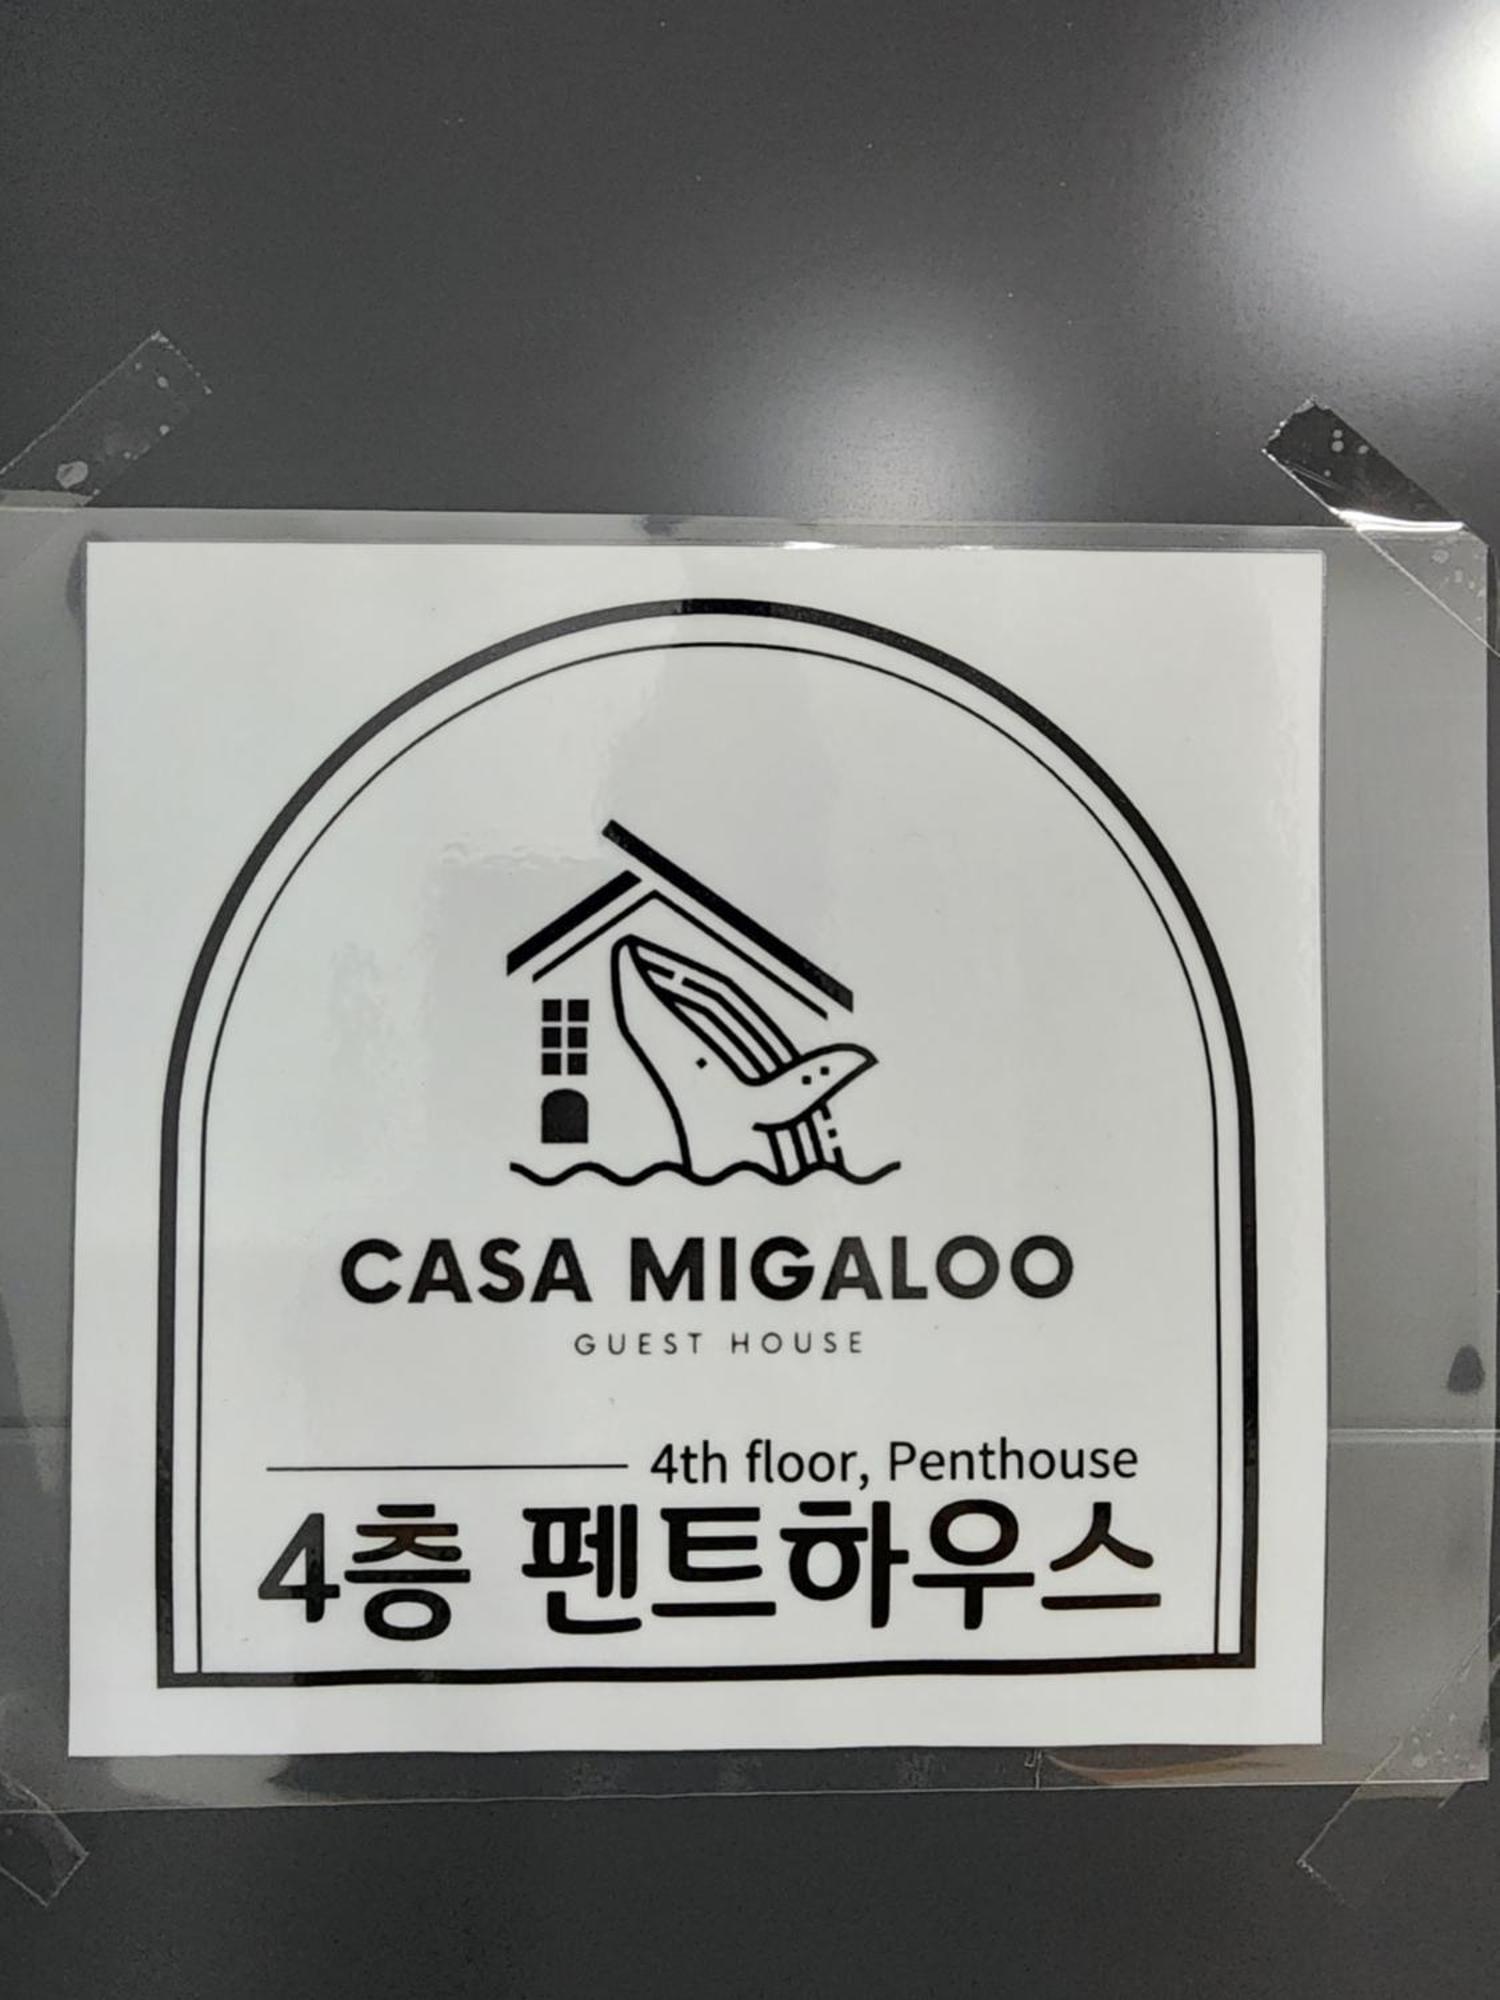 CASA MIGALOO
GUEST HOUSE
4th floor, Penthouse
4층 펜트하우스